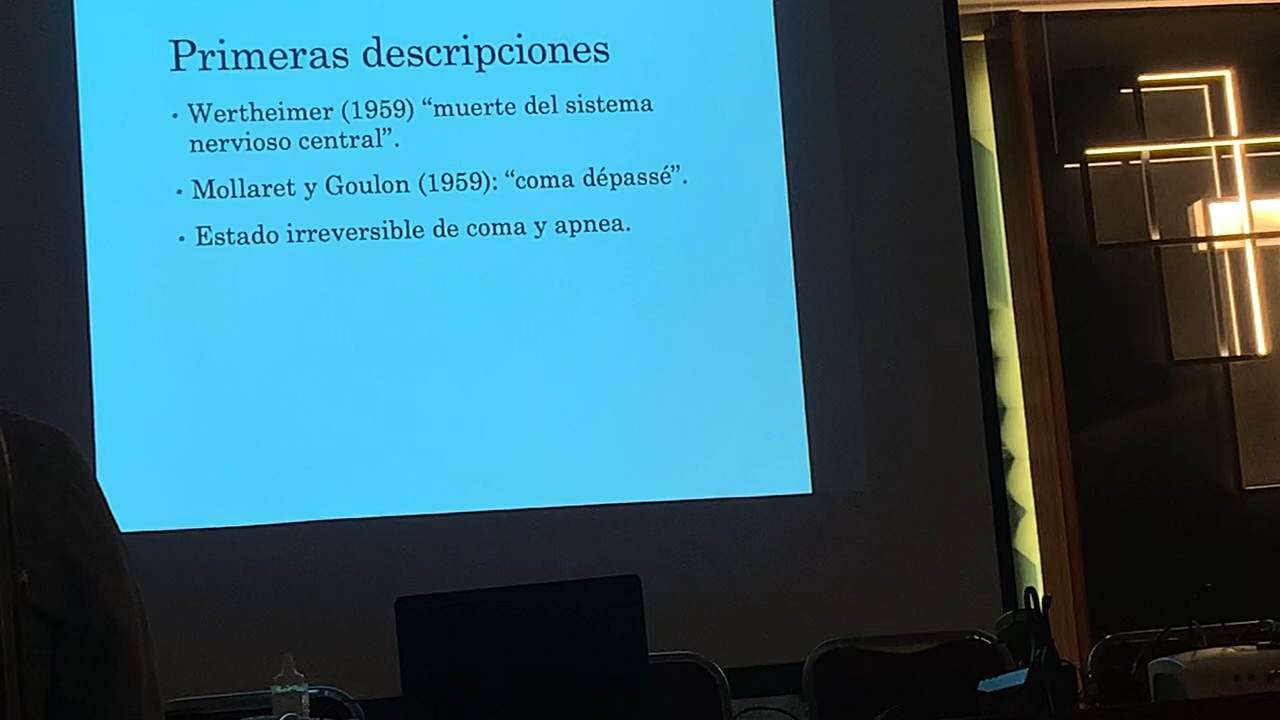 Primeras descripciones
· Wertheimer (1959) “muerte del sistema
nervioso central”.
· Mollaret y Goulon (1959): “coma dépassé”.
· Estado irreversible de coma y apnea.